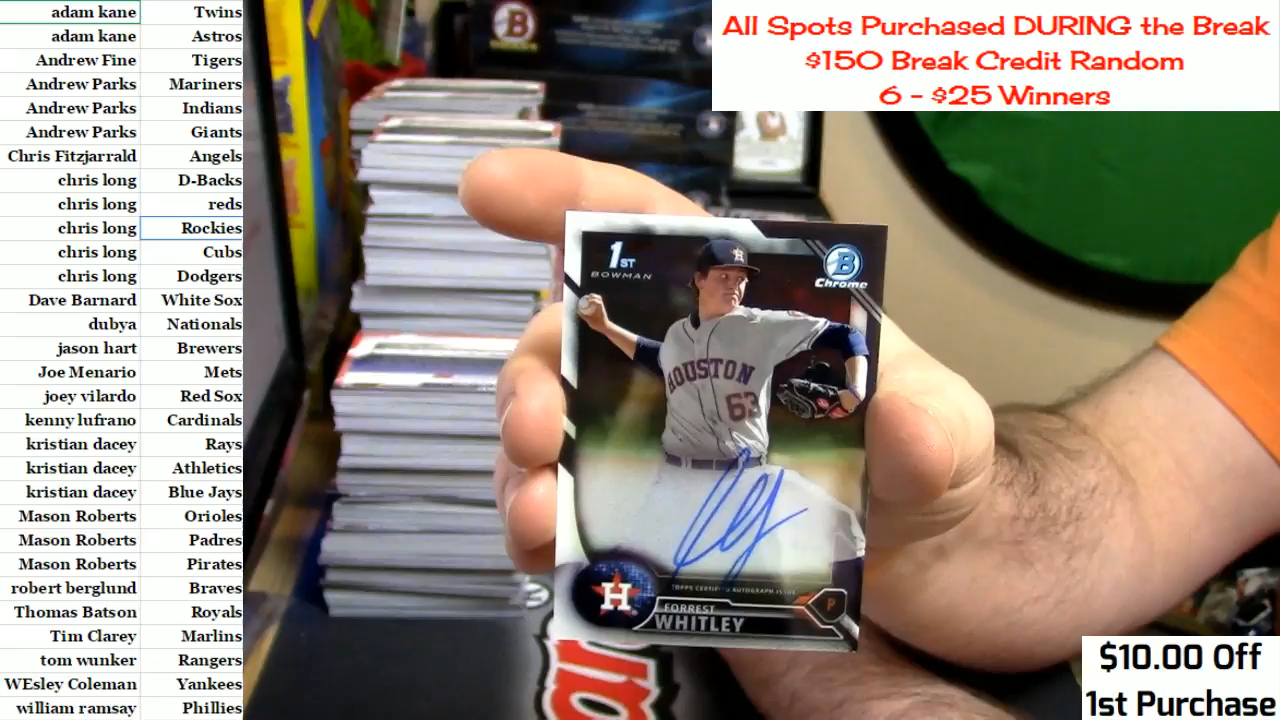 adam kane Twins
adam kane Astros
Andrew Fine Tigers
Andrew Parks Mariners
Andrew Parks Indians
Andrew Parks Giants
Chris Fitzjarrald Angels
chris long D-Backs
chris long reds
chris long Rockies
chris long Cubs
chris long Dodgers
Dave Barnard White Sox
dubya Nationals
jason hart Brewers
Joe Menario Mets
joey vilardo Red Sox
kenny lufrano Cardinals
kristian dacey Rays
kristian dacey Athletics
kristian dacey Blue Jays
Mason Roberts Orioles
Mason Roberts Padres
Mason Roberts Pirates
robert berglund Braves
Thomas Batson Royals
Tim Clarey Marlins
tom wunker Rangers
WEsley Coleman Yankees
william ramsay Phillies
All Spots Purchased DURING the Break
$150 Break Credit Random
6 - $25 Winners
B
1ST
BOWMAN
B
Chrome
H
HOUSTON
63
TOPPS CERTIFIED AUTOGRAPH ISSUE
H
FORREST
WHITLEY
P
$10.00 Off
1st Purchase